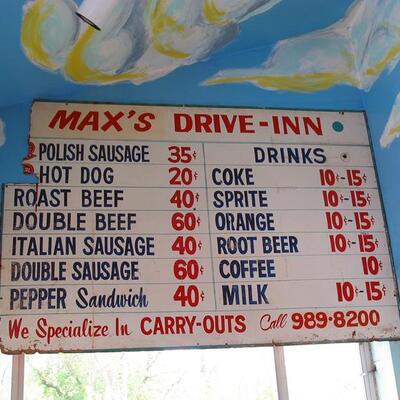 MAX'S DRIVE-INN
POLISH SAUSAGE 35¢
HOT DOG 20¢
ROAST BEEF 40¢
DOUBLE BEEF 60¢
ITALIAN SAUSAGE 40¢
DOUBLE SAUSAGE 60¢
PEPPER Sandwich 40¢
DRINKS
COKE 10¢-15¢
SPRITE 10¢-15¢
ORANGE 10¢-15¢
ROOT BEER 10¢-15¢
COFFEE 10¢
MILK 10¢-15¢
We Specialize In CARRY-OUTS Call 989-8200